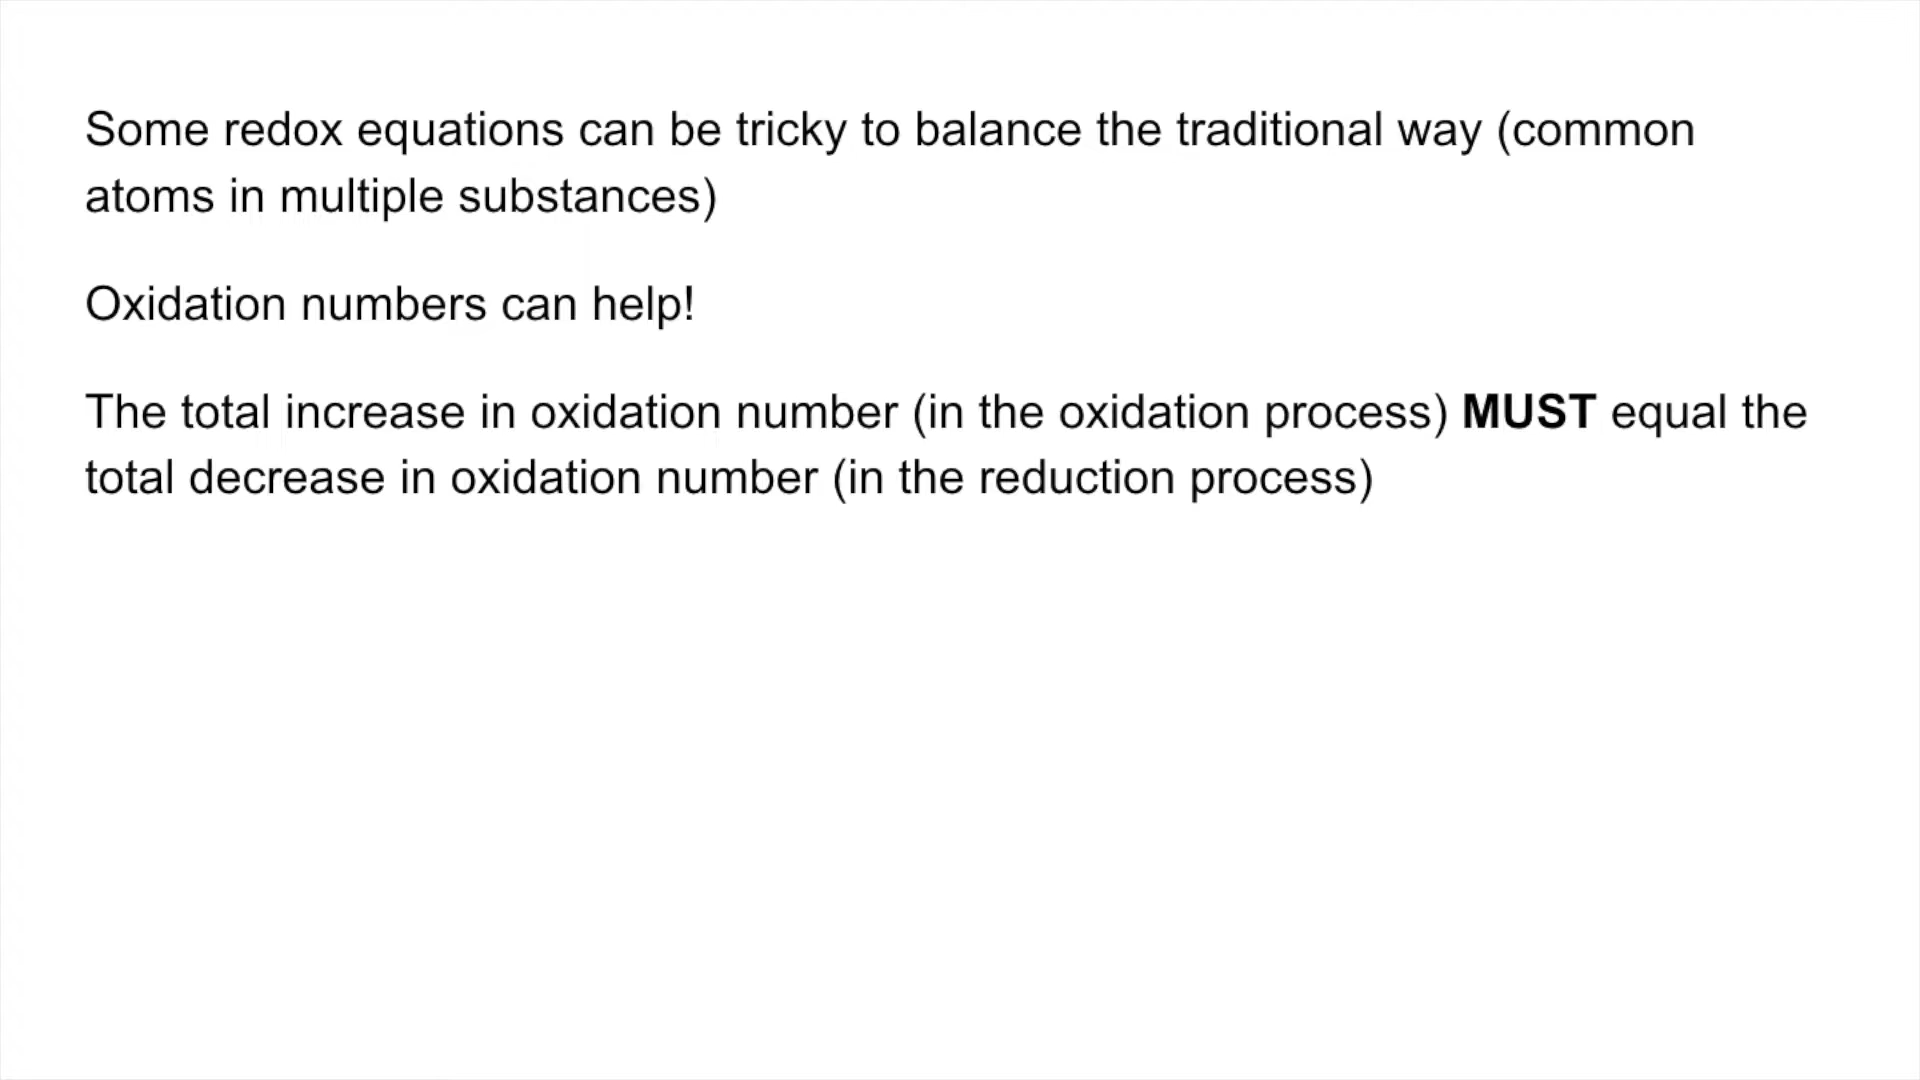 Some redox equations can be tricky to balance the traditional way (common
atoms in multiple substances)
Oxidation numbers can help!
The total increase in oxidation number (in the oxidation process) MUST equal the
total decrease in oxidation number (in the reduction process)